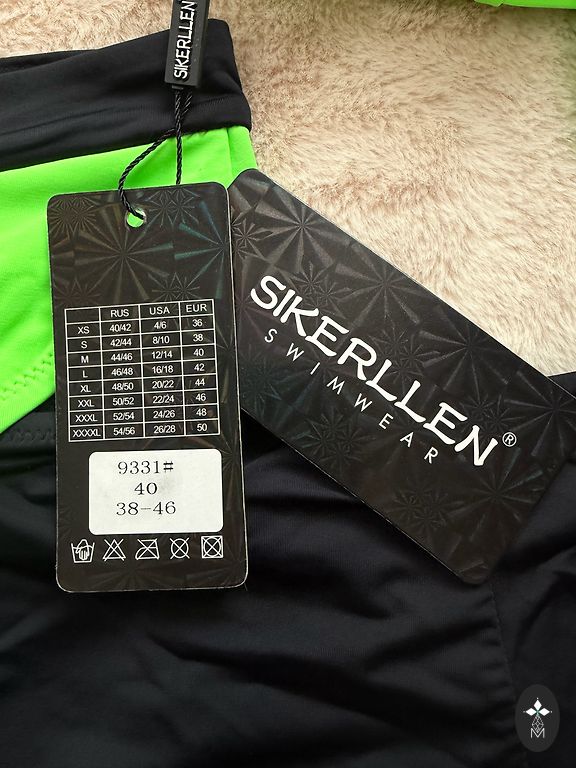 SIKERLLEN
RUS USA EUR
XS 40/42 4/6 36
S 42/44 8/10 38
M 44/46 12/14 40
L 46/48 16/18 42
XL 48/50 20/22 44
XXL 50/52 22/24 46
XXXL 52/54 24/26 48
XXXXL 54/56 26/28 50
9331#
40
38-46
SIKERLLEN®
SWIMWEAR
M